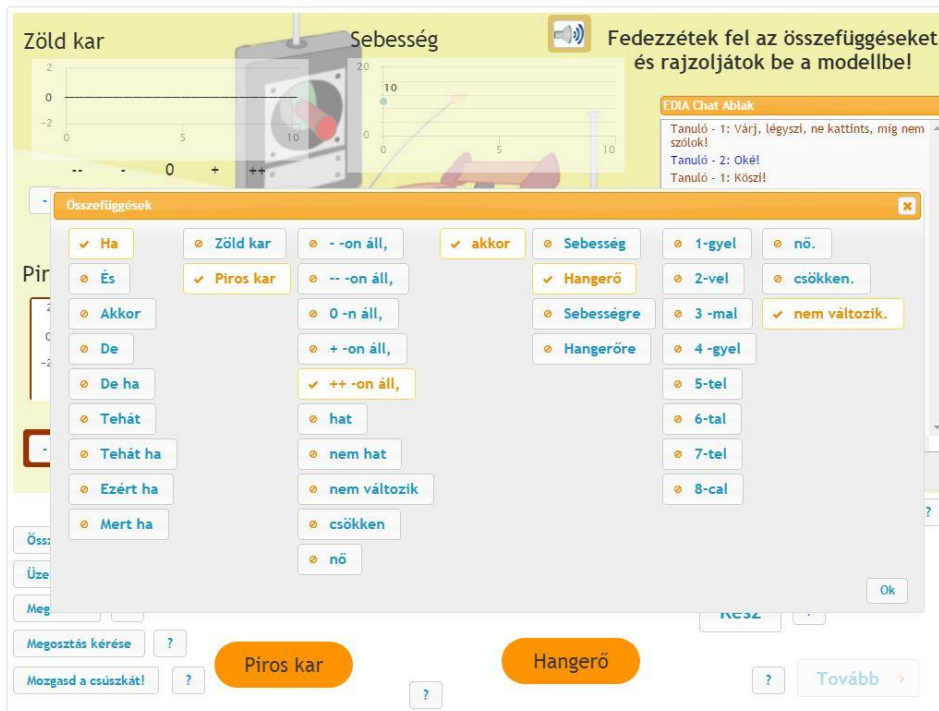 Zöld kar
Sebesség
Fedezzétek fel az összefüggéseket
és rajzoljátok be a modellbe!
2
0
-2
0
5
10
20
10
0
0
5
10
-- - 0 + ++
EDIA Chat Ablak
Tanuló - 1: Várj, légyszi, ne kattints, míg nem
szólok!
Tanuló - 2: Oké!
Tanuló - 1: Köszi!
Összefüggések
Ha
És
Akkor
De
De ha
Tehát
Tehát ha
Ezért ha
Mert ha
Zöld kar
Piros kar
- -on áll,
-- -on áll,
0 -n áll,
+ -on áll,
++ -on áll,
hat
nem hat
nem változik
csökken
nő
akkor
Sebesség
Hangerő
Sebességre
Hangerőre
1-gyel
2-vel
3 -mal
4 -gyel
5-tel
6-tal
7-tel
8-cal
nő.
csökken.
nem változik.
Ok
Megosztás kérése
?
Mozgasd a csúszkát!
?
Piros kar
?
Hangerő
?
Kész
?
Tovább